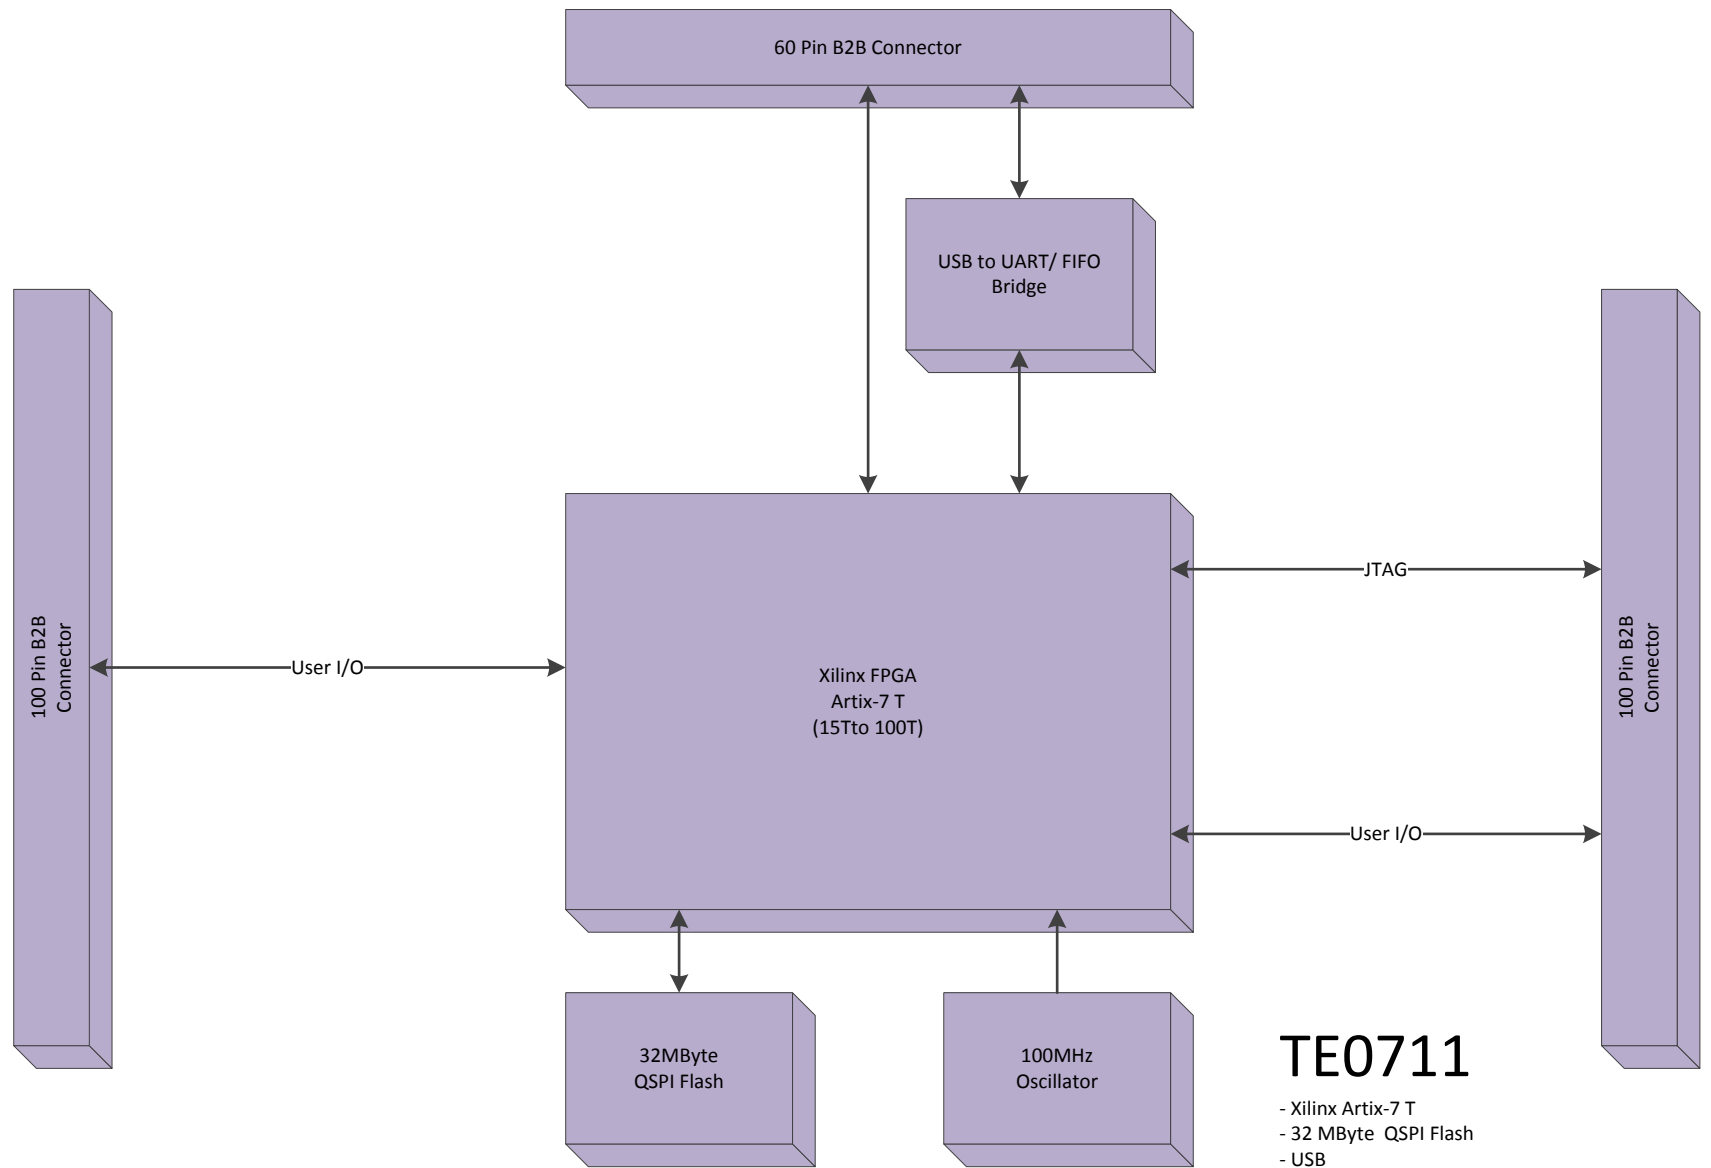 60 Pin B2B Connector
USB to UART/ FIFO
Bridge
100 Pin B2B
Connector
User I/O
Xilinx FPGA
Artix-7 T
(15Tto 100T)
JTAG
User I/O
100 Pin B2B
Connector
32MByte
QSPI Flash
100MHz
Oscillator
TE0711
- Xilinx Artix-7 T
- 32 MByte  QSPI Flash
- USB